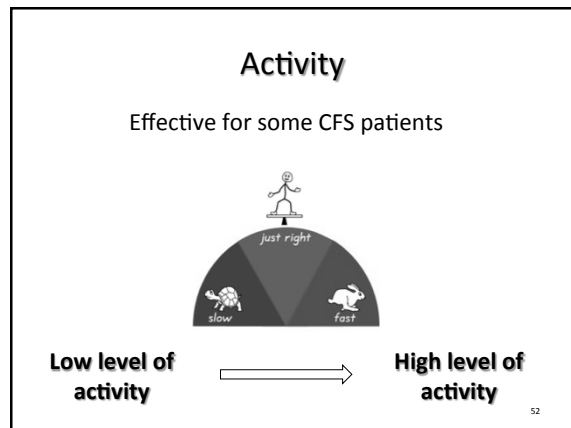 Activity
Effective for some CFS patients
just right
slow
fast
Low level of
activity
High level of
activity
52